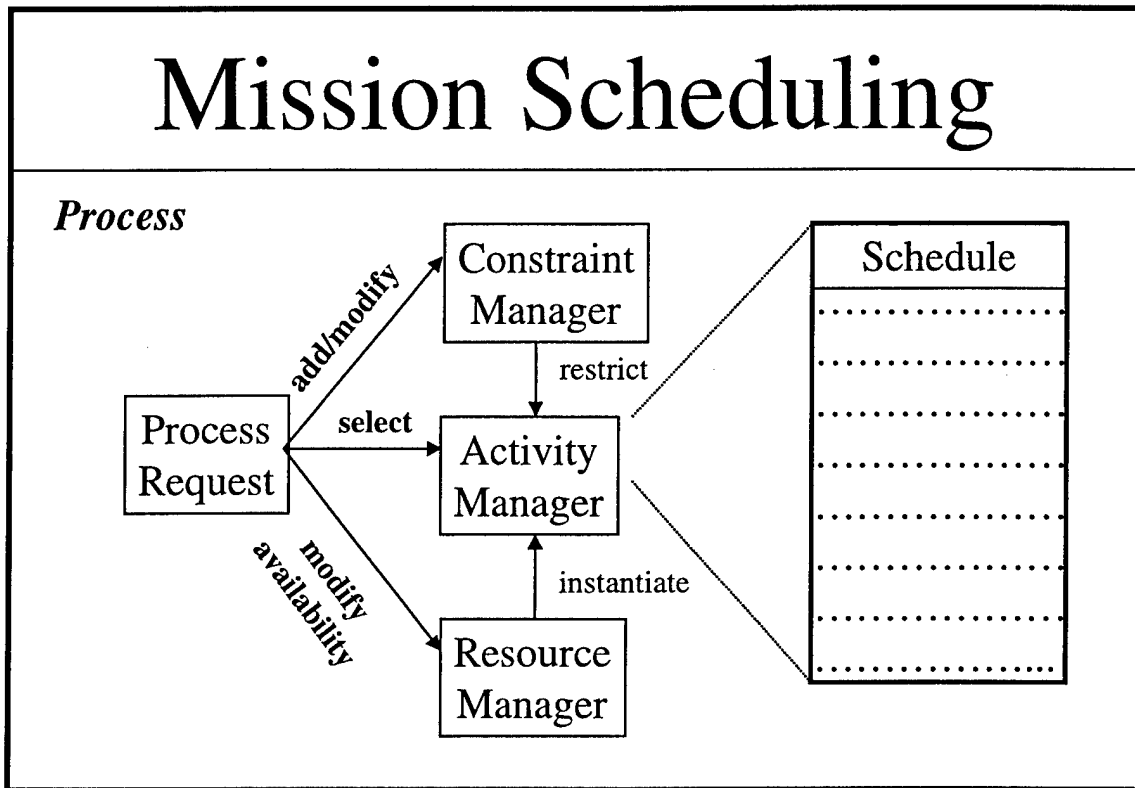 Mission Scheduling
Process
Constraint
Manager
Schedule
add/modify
restrict
select
Process
Request
Activity
Manager
modify
availability
instantiate
Resource
Manager